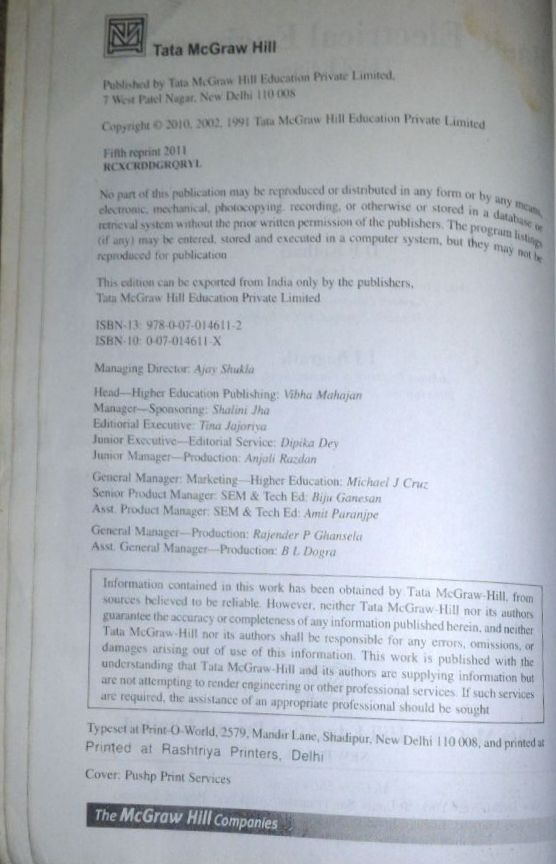 Tata McGraw Hill
Published by Tata McGraw Hill Education Private Limited,
7 West Patel Nagar, New Delhi 110 008
Copyright © 2010, 2002, 1991 Tata McGraw Hill Education Private Limited
Fifth reprint 2011
RCXCRDDGRQRYL
No part of this publication may be reproduced or distributed in any form or by any means,
electronic, mechanical, photocopying, recording, or otherwise or stored in a database or
retrieval system without the prior written permission of the publishers. The program listings
(if any) may be entered, stored and executed in a computer system, but they may not be
reproduced for publication
This edition can be exported from India only by the publishers,
Tata McGraw Hill Education Private Limited
ISBN-13: 978-0-07-014611-2
ISBN-10: 0-07-014611-X
Managing Director: Ajay Shukla
Head—Higher Education Publishing: Vibha Mahajan
Manager—Sponsoring: Shalini Jha
Editiorial Executive: Tina Jajoriya
Junior Executive—Editorial Service: Dipika Dey
Junior Manager—Production: Anjali Razdan
General Manager: Marketing—Higher Education: Michael J Cruz
Senior Product Manager: SEM & Tech Ed: Biju Ganesan
Asst. Product Manager: SEM & Tech Ed: Amit Paranjpe
General Manager—Production: Rajender P Ghansela
Asst. General Manager—Production: B L Dogra
Information contained in this work has been obtained by Tata McGraw-Hill, from
sources believed to be reliable. However, neither Tata McGraw-Hill nor its authors
guarantee the accuracy or completeness of any information published herein, and neither
Tata McGraw-Hill nor its authors shall be responsible for any errors, omissions, or
damages arising out of use of this information. This work is published with the
understanding that Tata McGraw-Hill and its authors are supplying information but
are not attempting to render engineering or other professional services. If such services
are required, the assistance of an appropriate professional should be sought
Typeset at Print-O-World, 2579, Mandir Lane, Shadipur, New Delhi 110 008, and printed at
Printed at Rashtriya Printers, Delhi
Cover: Pushp Print Services
The McGraw Hill Companies